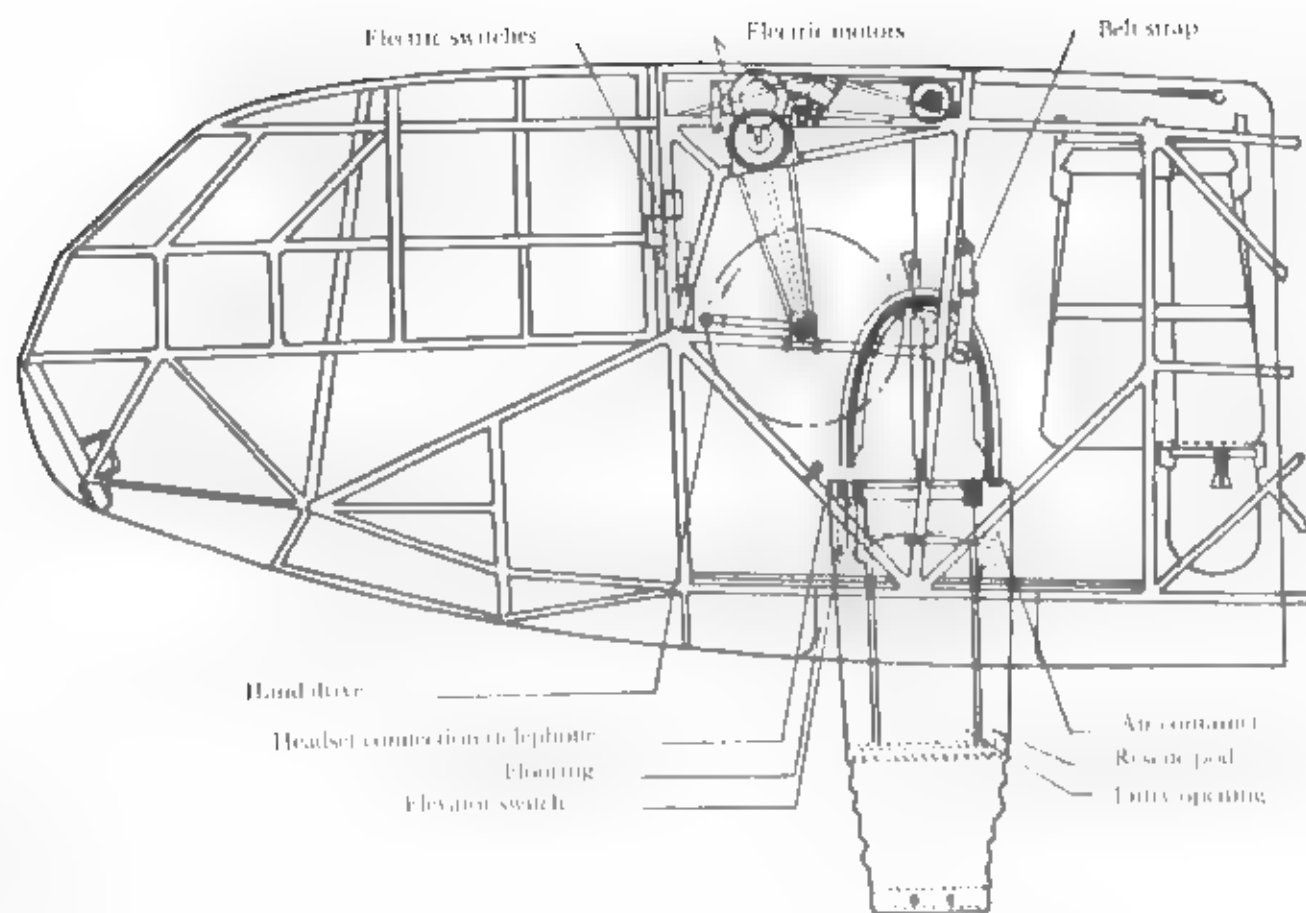 Electric switches
Electric motors
Belt strap
Hand drive
Headset connection telephone
Flooring
Elevator switch
Air container
Rescue pod
Entry opening